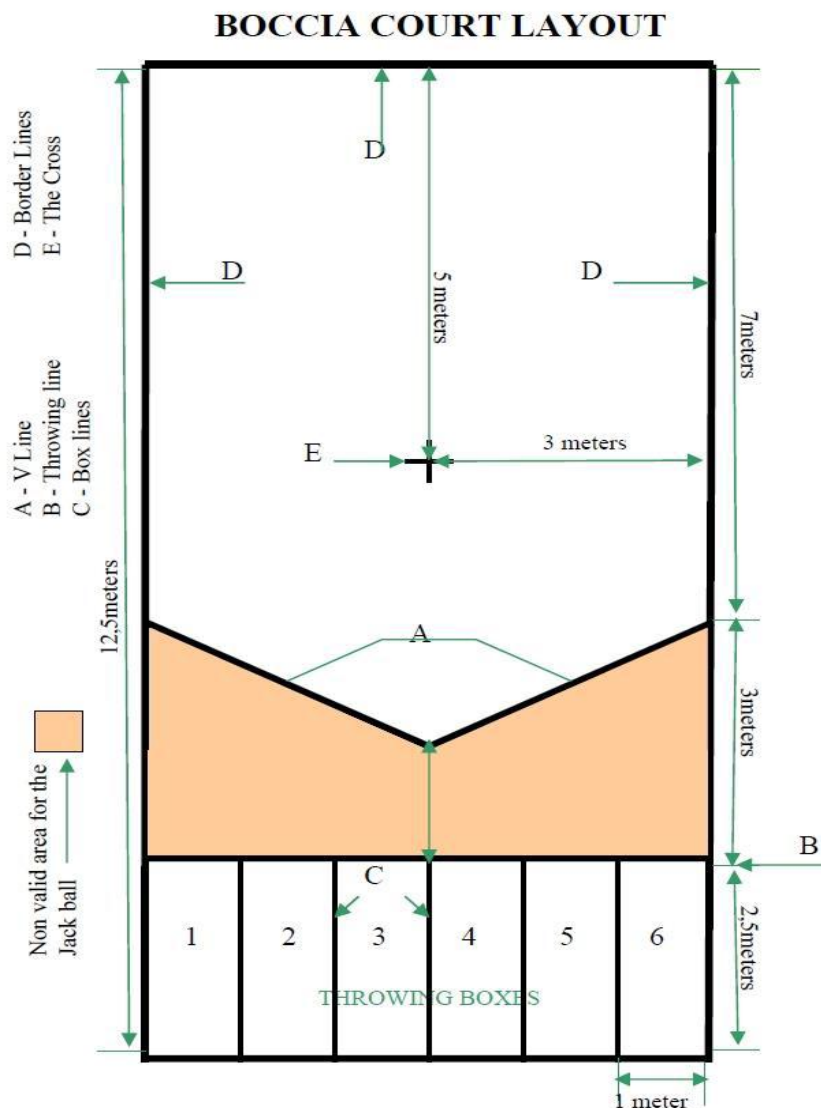 BOCCIA COURT LAYOUT
D - Border Lines
E - The Cross
D
D
D
5 meters
7meters
A - V Line
B - Throwing line
C - Box lines
E
3 meters
12,5meters
A
3meters
Non valid area for the
Jack ball
B
C
1
2
3
4
5
6
2,5meters
THROWING BOXES
1 meter